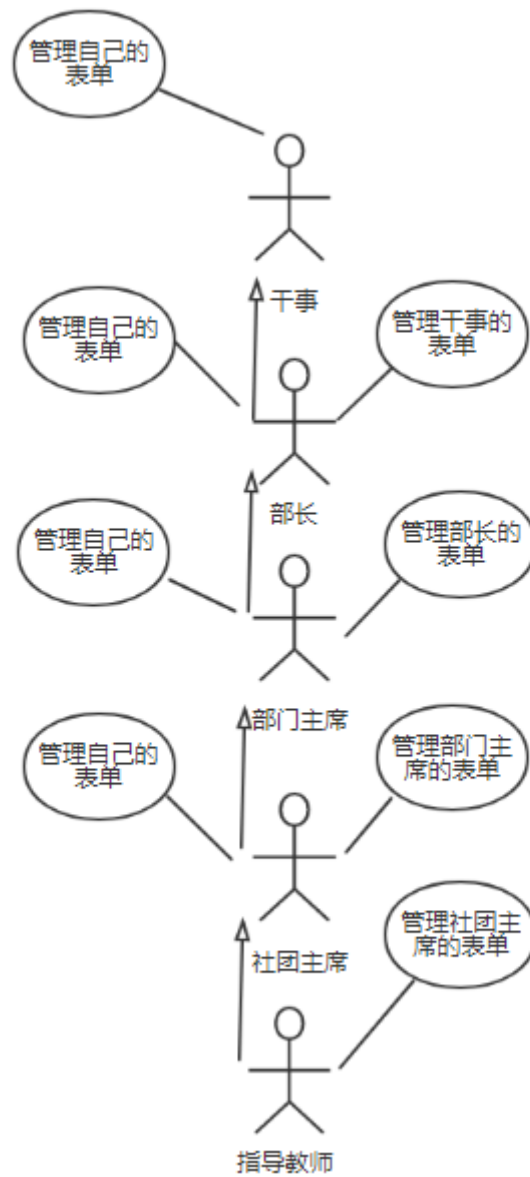 管理自己的
表单
干事
管理自己的
表单
管理干事的
表单
部长
管理自己的
表单
管理部长的
表单
部门主席
管理自己的
表单
管理部门主
席的表单
社团主席
管理社团主
席的表单
指导教师